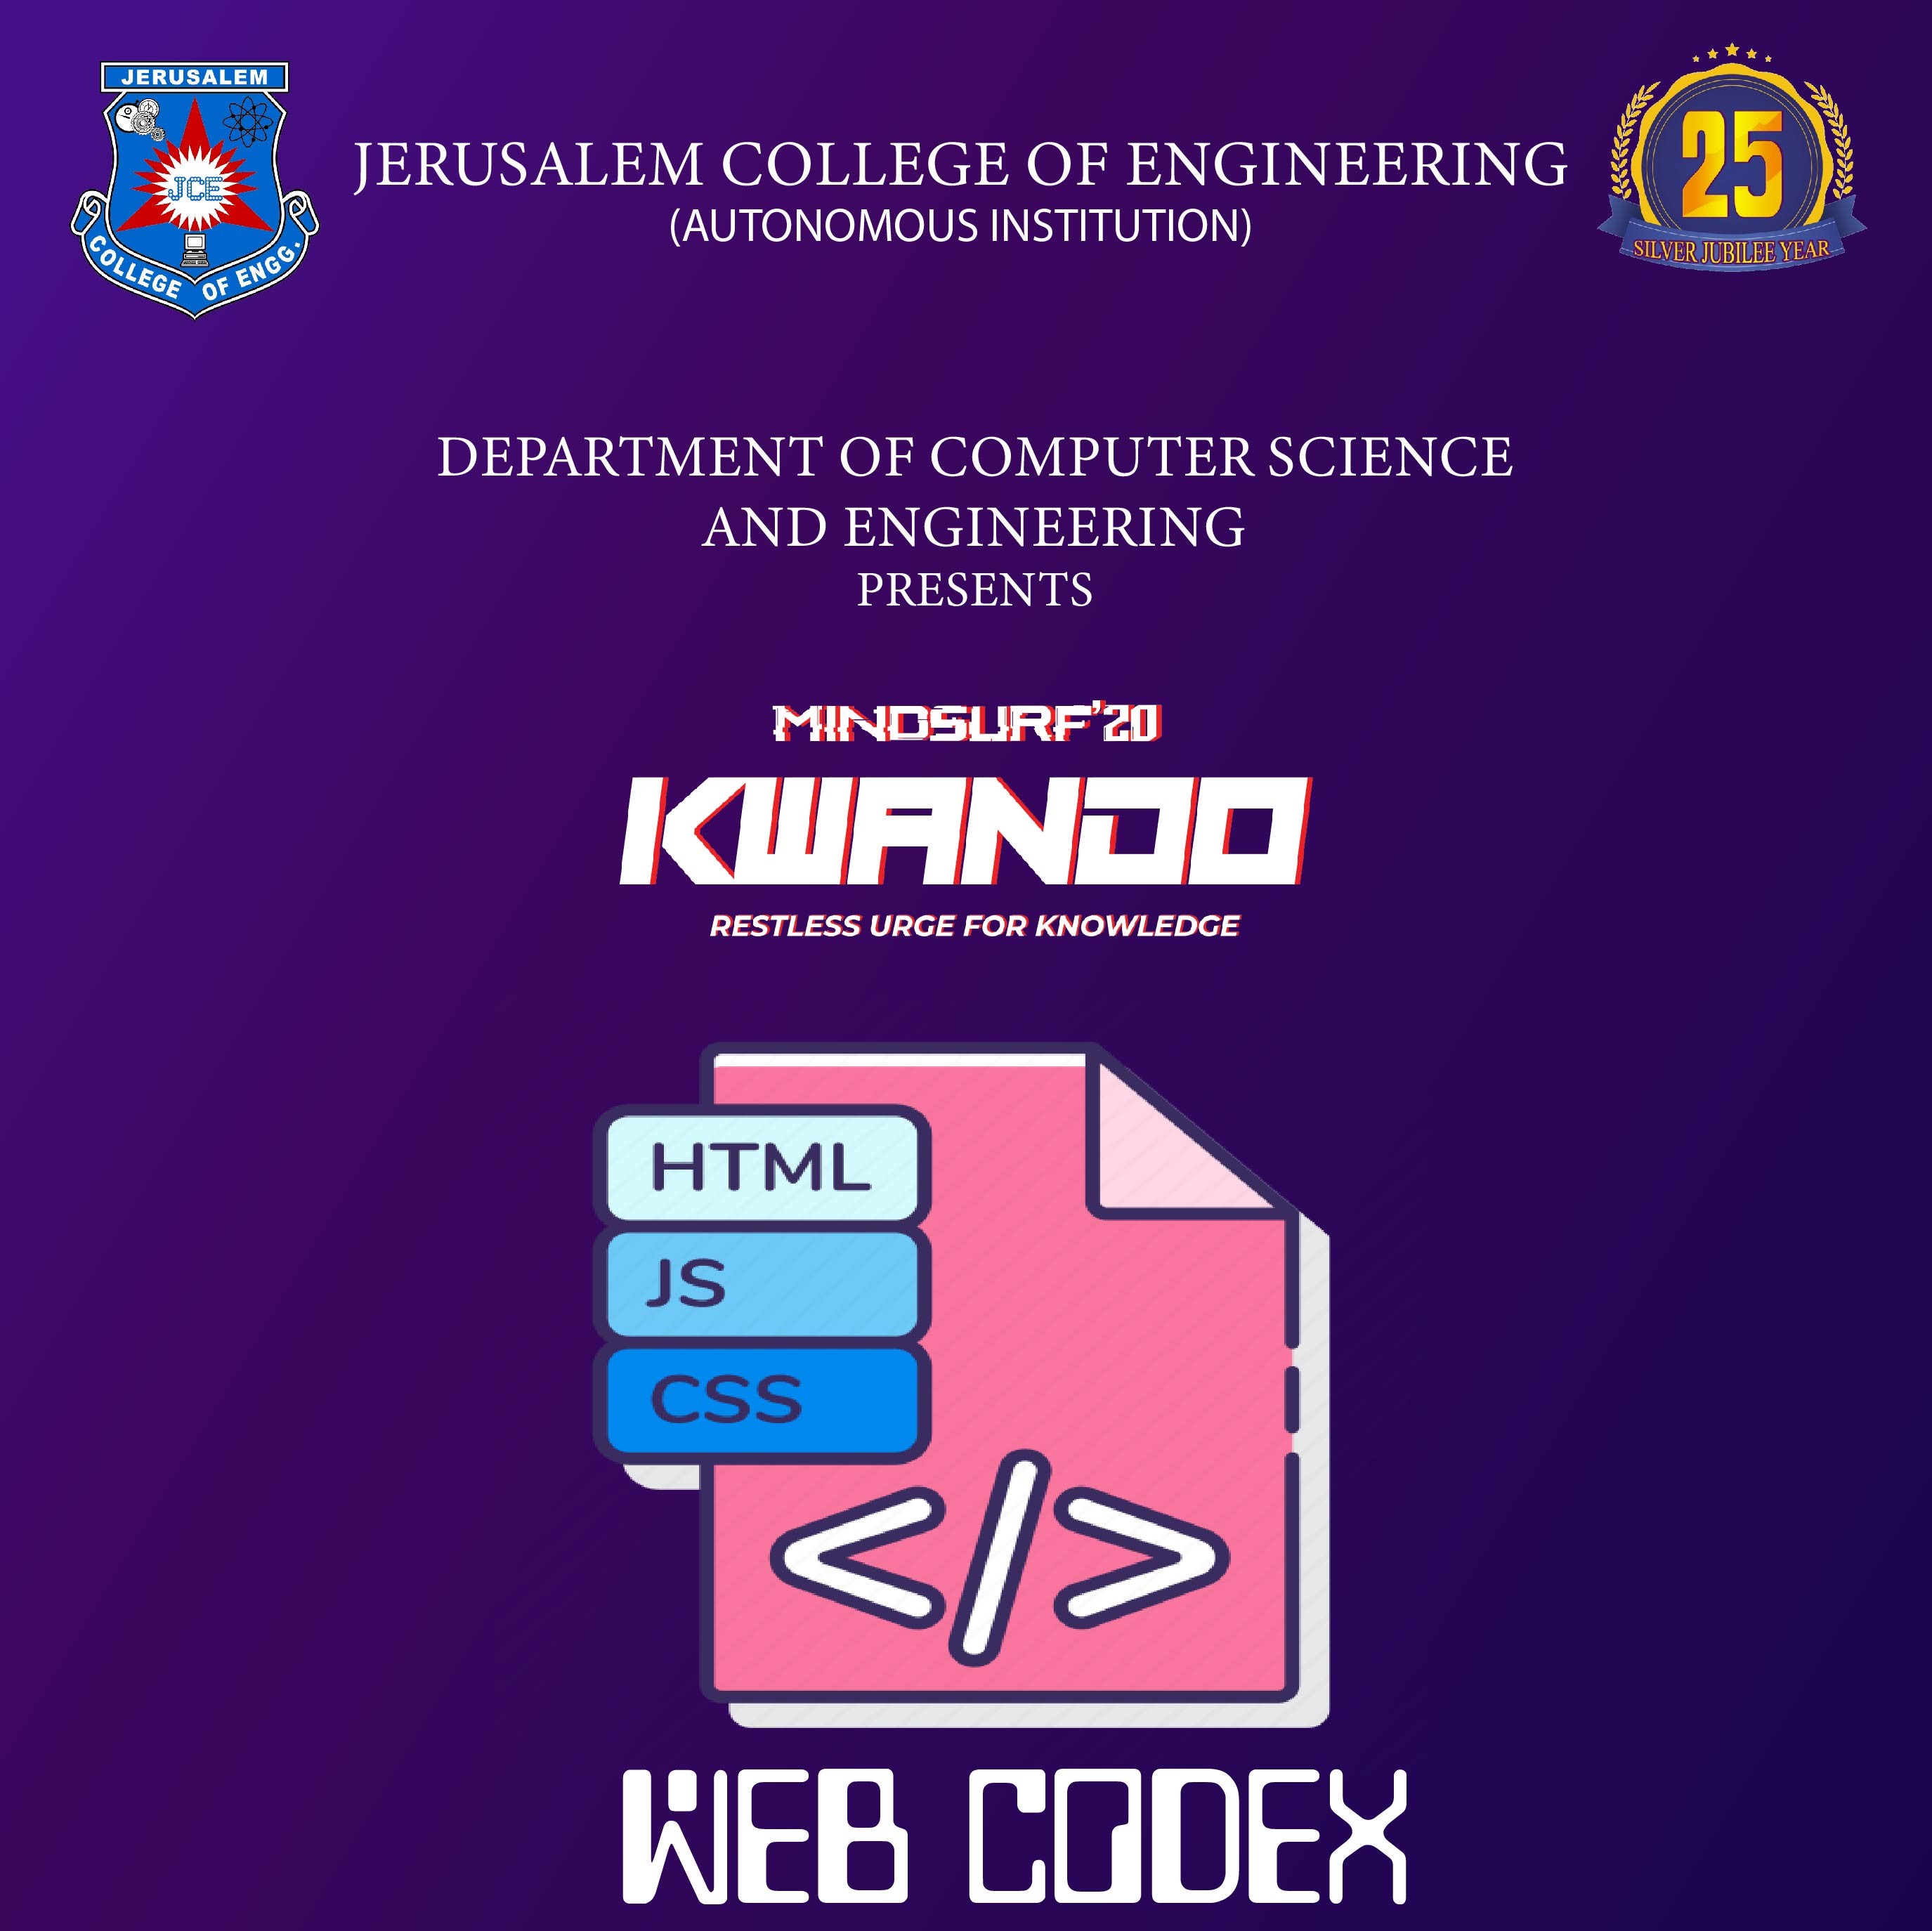 JERUSALEM
JCE
COLLEGE OF ENGG.
JERUSALEM COLLEGE OF ENGINEERING
(AUTONOMOUS INSTITUTION)
25
SILVER JUBILEE YEAR
DEPARTMENT OF COMPUTER SCIENCE
AND ENGINEERING
PRESENTS
MINDSURF'20
KWANDO
RESTLESS URGE FOR KNOWLEDGE
HTML
JS
CSS
</>
WEB CODEX